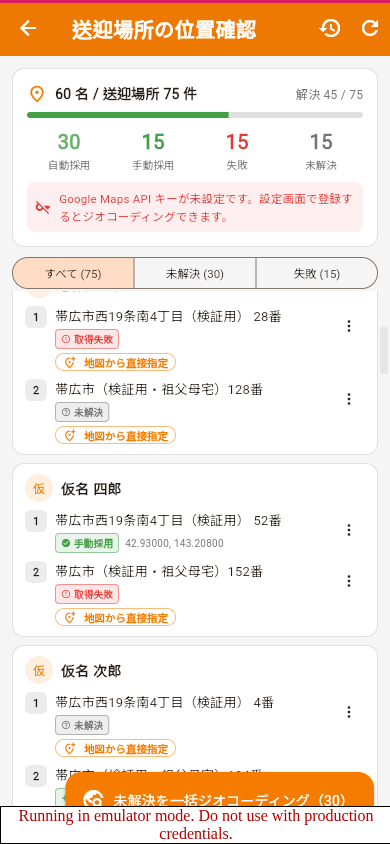 送迎場所の位置確認
60 名 / 送迎場所 75 件
解決 45 / 75
30 15 15 15
自動採用 手動採用 失敗 未解決
Google Maps API キーが未設定です。設定画面で登録す
るとジオコーディングできます。
すべて (75) 未解決 (30) 失敗 (15)
1 帯広市西19条南4丁目（検証用） 28番
取得失敗
地図から直接指定
2 帯広市（検証用・祖父母宅）128番
未解決
地図から直接指定
仮 仮名 四郎
1 帯広市西19条南4丁目（検証用） 52番
手動採用 42.93000, 143.20800
2 帯広市（検証用・祖父母宅）152番
取得失敗
地図から直接指定
仮 仮名 次郎
1 帯広市西19条南4丁目（検証用） 4番
未解決
地図から直接指定
2
未解決を一括ジオコーディング（30）
Running in emulator mode. Do not use with production
credentials.